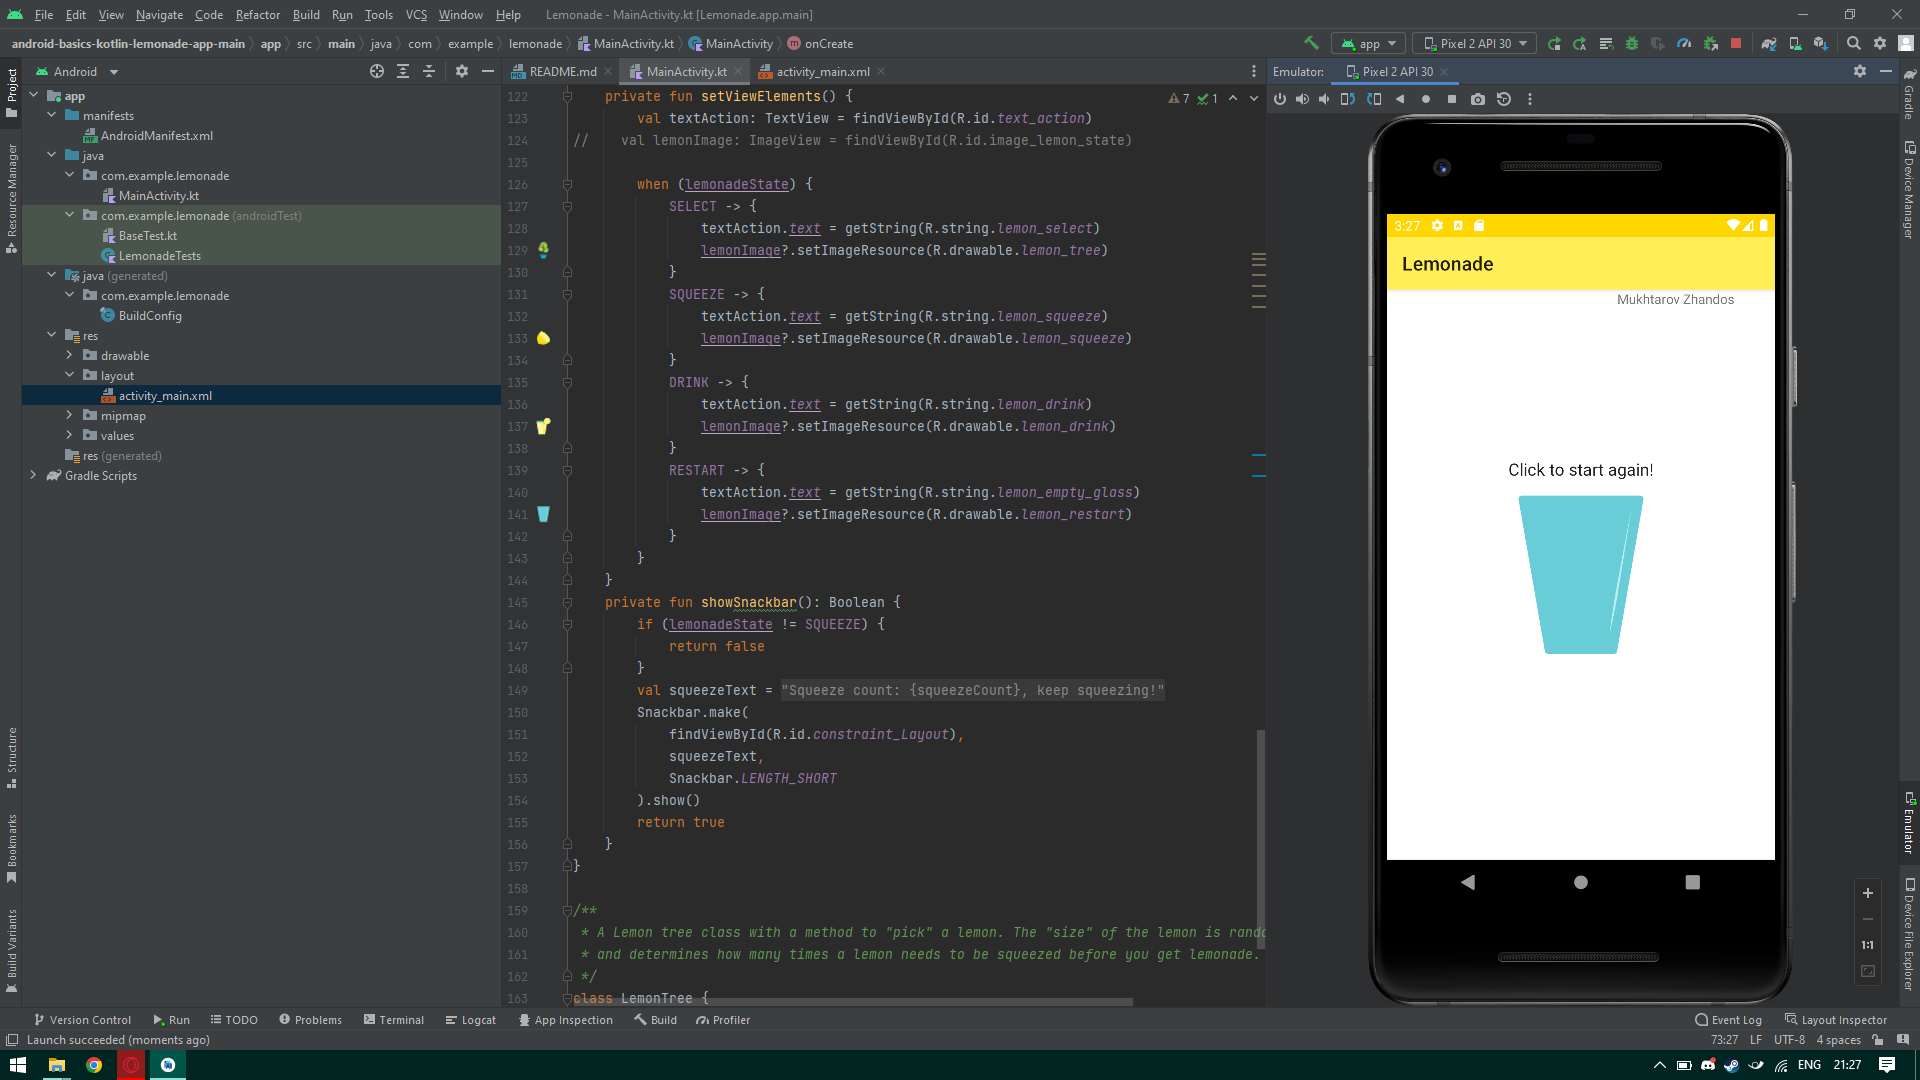 File Edit View Navigate Code Refactor Build Run Tools VCS Window Help Lemonade - MainActivity.kt [Lemonade.app.main]
android-basics-kotlin-lemonade-app-main app src main java com example lemonade MainActivity.kt MainActivity onCreate app Pixel 2 API 30
Android
README.md MainActivity.kt activity_main.xml
Emulator: Pixel 2 API 30
Project
Resource Manager
Structure
Bookmarks
Build Variants
app
manifests
AndroidManifest.xml
java
com.example.lemonade
MainActivity.kt
com.example.lemonade (androidTest)
BaseTest.kt
LemonadeTests
java (generated)
com.example.lemonade
BuildConfig
res
drawable
layout
activity_main.xml
mipmap
values
res (generated)
Gradle Scripts
7 1
122 private fun setViewElements() {
123 val textAction: TextView = findViewById(R.id.text_action)
124 // val lemonImage: ImageView = findViewById(R.id.image_lemon_state)
125
126 when (lemonadeState) {
127 SELECT -> {
128 textAction.text = getString(R.string.lemon_select)
129 lemonImage?.setImageResource(R.drawable.lemon_tree)
130 }
131 SQUEEZE -> {
132 textAction.text = getString(R.string.lemon_squeeze)
133 lemonImage?.setImageResource(R.drawable.lemon_squeeze)
134 }
135 DRINK -> {
136 textAction.text = getString(R.string.lemon_drink)
137 lemonImage?.setImageResource(R.drawable.lemon_drink)
138 }
139 RESTART -> {
140 textAction.text = getString(R.string.lemon_empty_glass)
141 lemonImage?.setImageResource(R.drawable.lemon_restart)
142 }
143 }
144 }
145 private fun showSnackbar(): Boolean {
146 if (lemonadeState != SQUEEZE) {
147 return false
148 }
149 val squeezeText = "Squeeze count: {squeezeCount}, keep squeezing!"
150 Snackbar.make(
151 findViewById(R.id.constraint_Layout),
152 squeezeText,
153 Snackbar.LENGTH_SHORT
154 ).show()
155 return true
156 }
157 }
158
159 /**
160 * A Lemon tree class with a method to "pick" a lemon. The "size" of the lemon is rando
161 * and determines how many times a lemon needs to be squeezed before you get lemonade.
162 */
163 class LemonTree {
3:27
Lemonade
Mukhtarov Zhandos
Click to start again!
1:1
Gradle
Device Manager
Emulator
Device File Explorer
Version Control Run TODO Problems Terminal Logcat App Inspection Build Profiler Event Log Layout Inspector
Launch succeeded (moments ago) 73:27 LF UTF-8 4 spaces
ENG 21:27